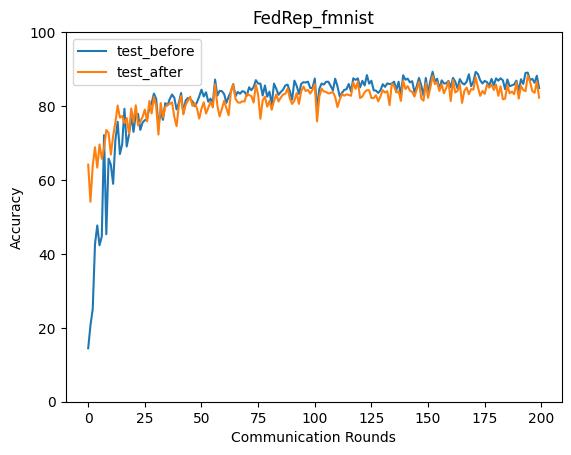 FedRep_fmnist
test_before
test_after
100
80
60
40
20
0
Accuracy
0 25 50 75 100 125 150 175 200
Communication Rounds